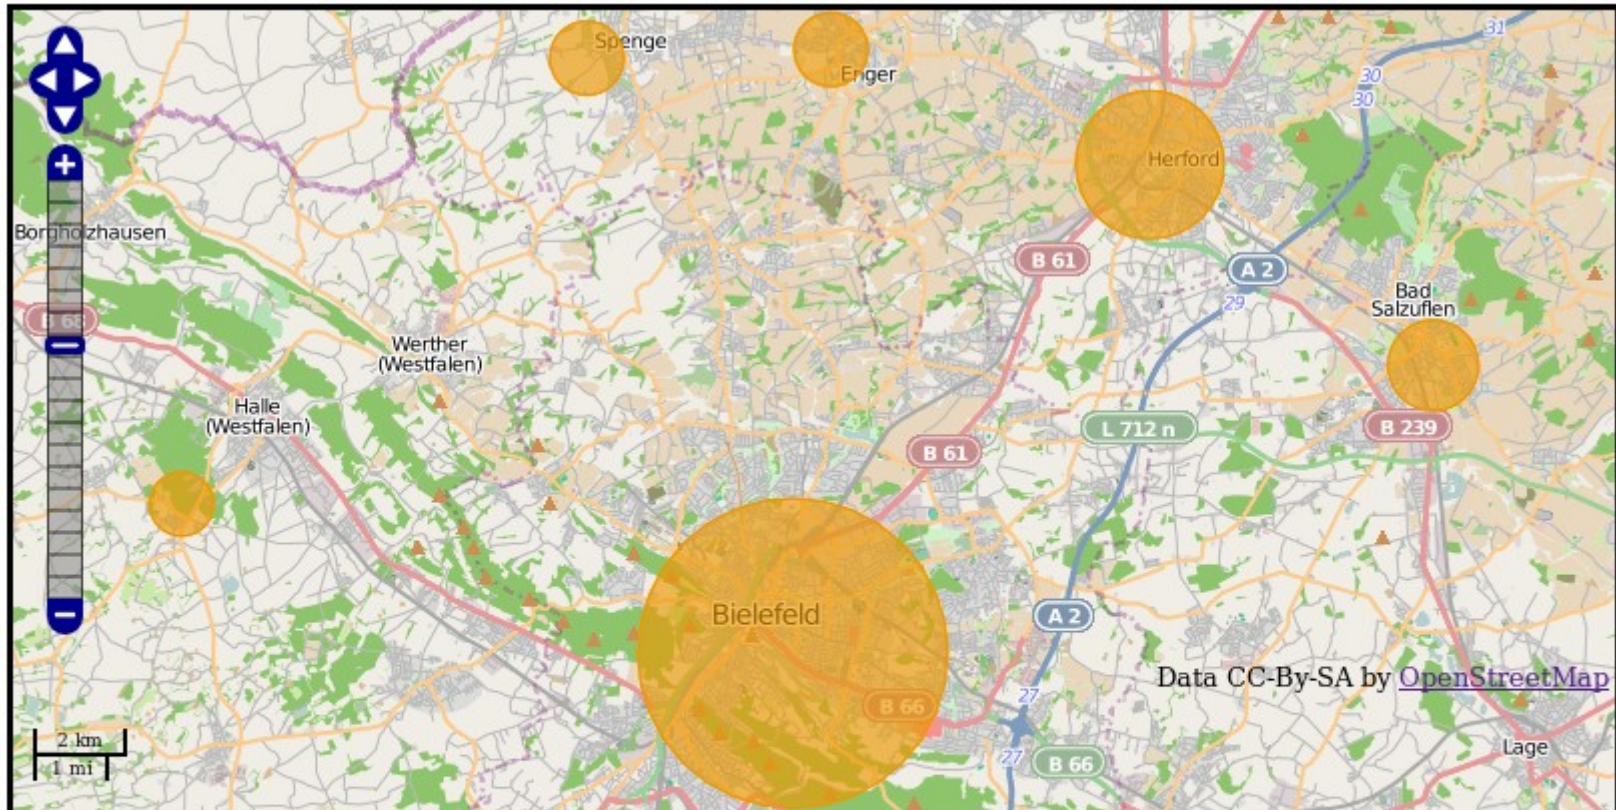 31
Spenge
Enger
30
30
Herford
Borgholzhausen
B 61
A 2
Bad
Salzuflen
29
B 68
Werther
(Westfalen)
Halle
(Westfalen)
L 712 n
B 239
B 61
Bielefeld
A 2
Data CC-By-SA by OpenStreetMap
27
B 66
2 km
1 mi
Lage
27
B 66